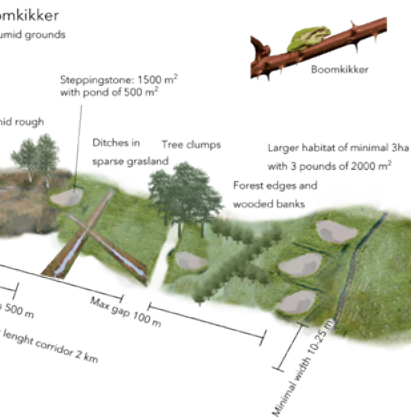 omkikker
umid grounds
Boomkikker
Steppingstone: 1500 m²
with pond of 500 m²
id rough
Ditches in
sparse grasland
Tree clumps
Larger habitat of minimal 3ha
with 3 pounds of 2000 m²
Forest edges and
wooded banks
500 m
Max gap 100 m
lenght corridor 2 km
Minimal width 10-25 m